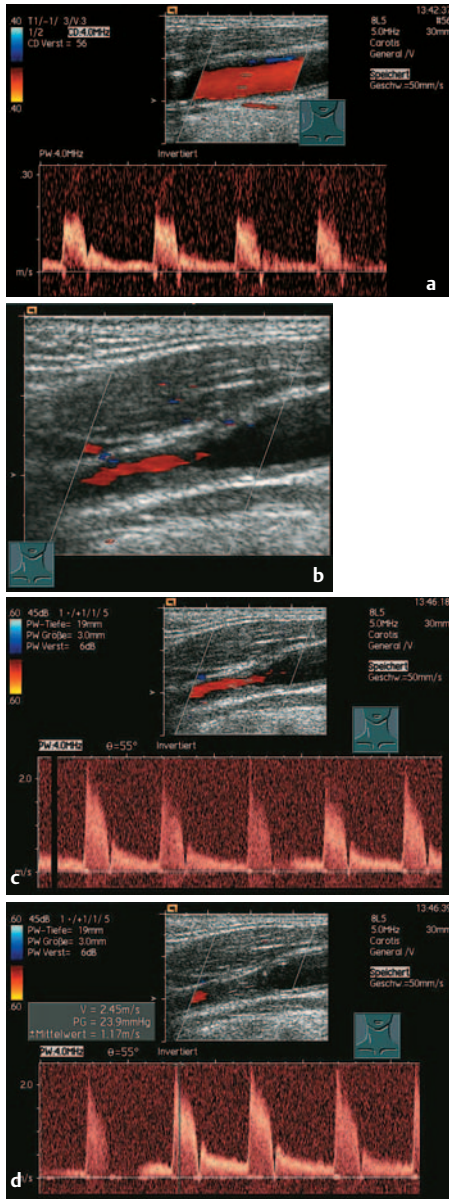 40 T1/-1/ 3/V:3
1/2 CD:4.0MHz
CD Verst = 56
40
13:42:37
8L5 #56
5.0MHz 30mm
Carotis
General /V
Speichert
Geschw.=50mm/s
PW:4.0MHz Invertiert
.30
m/s
a
b
60 45dB 1 ·/+1/1/ 5
PW-Tiefe= 19mm
PW Größe= 3.0mm
PW Verst= 6dB
60
13:46:18
8L5
5.0MHz 30mm
Carotis
General /V
Speichert
Geschw.=50mm/s
PW:4.0MHz θ=55° Invertiert
2.0
m/s
c
60 45dB 1 ·/+1/1/ 5
PW-Tiefe= 19mm
PW Größe= 3.0mm
PW Verst= 6dB
60
13:46:39
8L5
5.0MHz 30mm
Carotis
General /V
Speichert
Geschw.=50mm/s
V = 2.45m/s
PG = 23.9mmHg
±Mittelwert = 1.17m/s
PW:4.0MHz θ=55° Invertiert
2.0
m/s
d